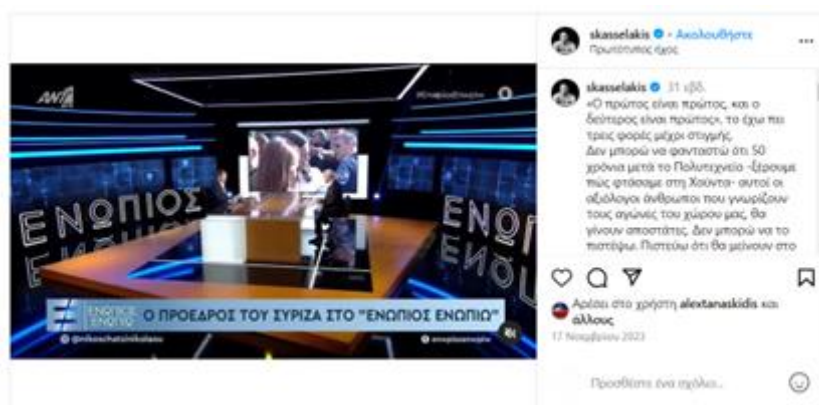 ANT1
ΕΝΩΠΙΟΣ
ΕΝΩΠ
ΕΝΩΠΙΟΣ
ΕΝΩΠΙΩ
Ο ΠΡΟΕΔΡΟΣ ΤΟΥ ΣΥΡΙΖΑ ΣΤΟ "ΕΝΩΠΙΟΣ ΕΝΩΠΙΩ"
@nikoschatzinikolaou
skasselakis • Ακολουθήστε
Πρωτότυπος ήχος
skasselakis 31 εβδ.
«Ο πρώτος είναι πρώτος, και ο
δεύτερος είναι πρώτος», το έχω πει
τρεις φορές μέχρι στιγμής.
Δεν μπορώ να φανταστώ ότι 50
χρόνια μετά το Πολυτεχνείο -ξέρουμε
πώς φτάσαμε στη Χούντα- αυτοί οι
αξιόλογοι άνθρωποι που γνωρίζουν
τους αγώνες του χώρου μας, θα
γίνουν αποστάτες. Δεν μπορώ να το
πιστέψω. Πιστεύω ότι θα μείνουν στο
Αρέσει στο χρήστη alextanaskidis και
άλλους
17 Νοεμβρίου 2023
Προσθέστε ένα σχόλιο...